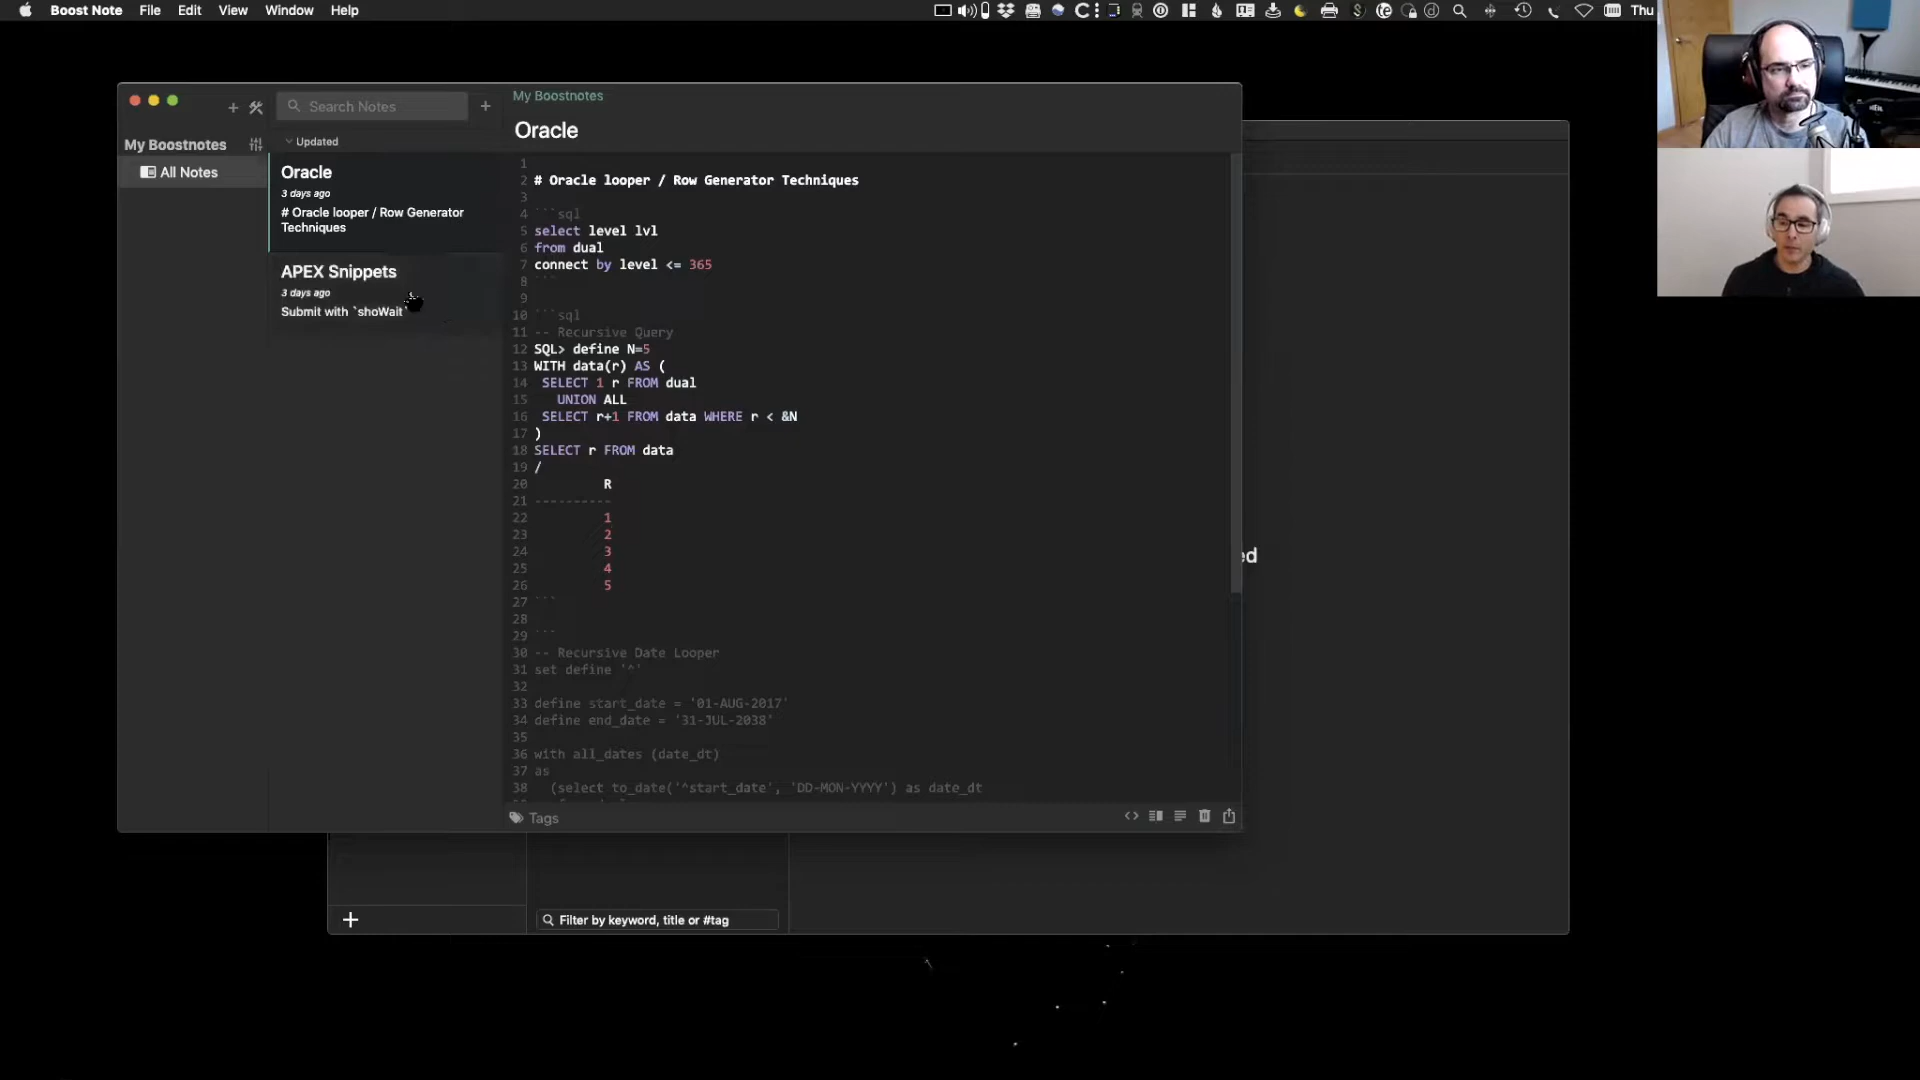 Boost Note File Edit View Window Help
Thu
Search Notes
My Boostnotes
All Notes
Updated
Oracle
3 days ago
# Oracle looper / Row Generator
Techniques
APEX Snippets
3 days ago
Submit with `shoWait`
My Boostnotes
Oracle
1
2 # Oracle looper / Row Generator Techniques
3
4 ```sql
5 select level lvl
6 from dual
7 connect by level <= 365
8 ```
9
10 ```sql
11 -- Recursive Query
12 SQL> define N=5
13 WITH data(r) AS (
14 SELECT 1 r FROM dual
15 UNION ALL
16 SELECT r+1 FROM data WHERE r < &N
17 )
18 SELECT r FROM data
19 /
20 R
21 ----------
22 1
23 2
24 3
25 4
26 5
27 ```
28
29 ```
30 -- Recursive Date Looper
31 set define '^'
32
33 define start_date = '01-AUG-2017'
34 define end_date = '31-JUL-2038'
35
36 with all_dates (date_dt)
37 as
38 (select to_date('^start_date', 'DD-MON-YYYY') as date_dt
Tags
ed
Filter by keyword, title or #tag